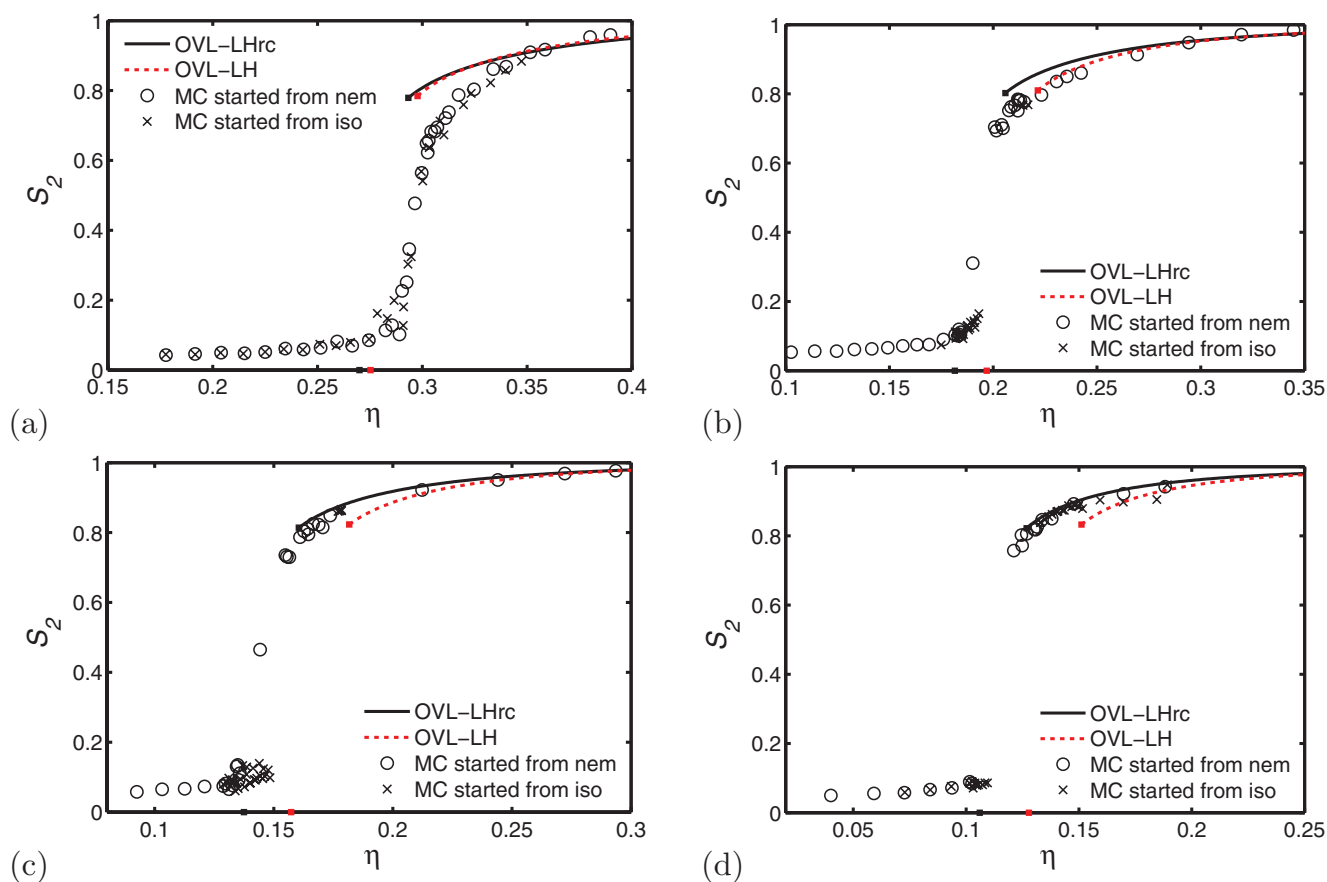 1
0.8
0.6
0.4
0.2
0
S2
OVL−LHrc
OVL−LH
MC started from nem
MC started from iso
0.15 0.2 0.25 0.3 0.35 0.4
η
(a)
1
0.8
0.6
0.4
0.2
0
S2
OVL−LHrc
OVL−LH
MC started from nem
MC started from iso
0.1 0.15 0.2 0.25 0.3 0.35
η
(b)
1
0.8
0.6
0.4
0.2
0
S2
OVL−LHrc
OVL−LH
MC started from nem
MC started from iso
0.1 0.15 0.2 0.25 0.3
η
(c)
1
0.8
0.6
0.4
0.2
0
S2
OVL−LHrc
OVL−LH
MC started from nem
MC started from iso
0.05 0.1 0.15 0.2 0.25
η
(d)